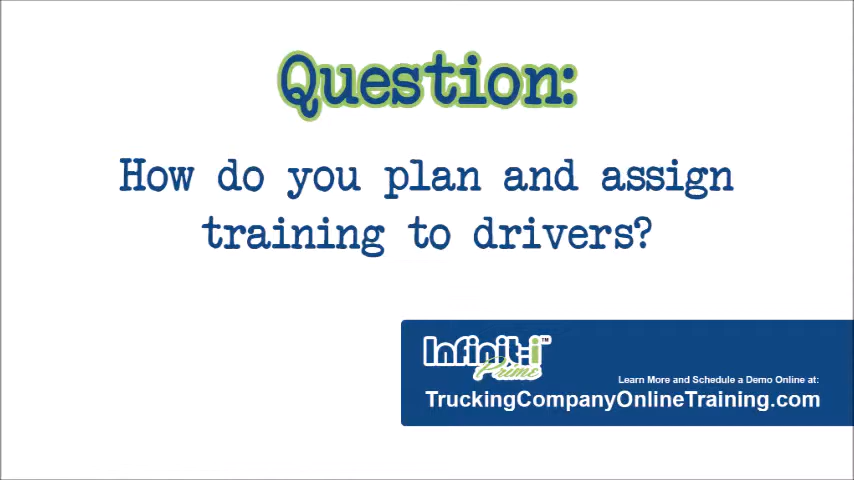 Question:
How do you plan and assign
training to drivers?
Infinit-i™
Prime
Learn More and Schedule a Demo Online at:
TruckingCompanyOnlineTraining.com